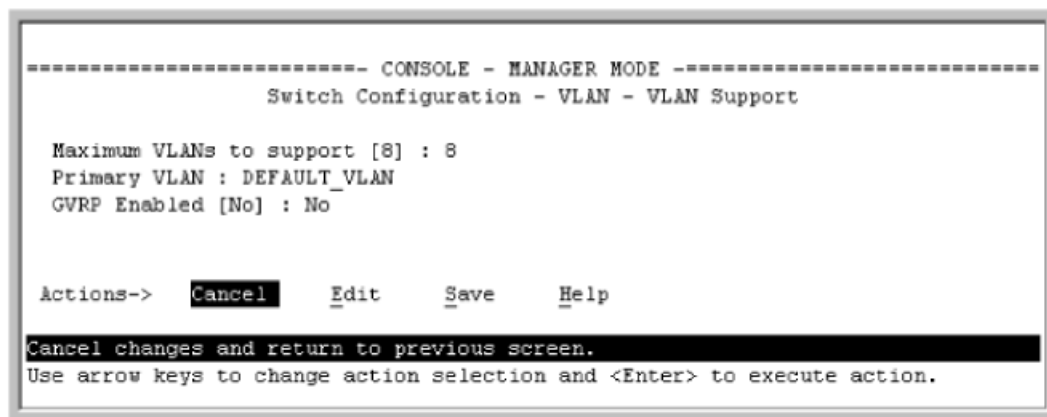 ===========================- CONSOLE - MANAGER MODE -============================
Switch Configuration - VLAN - VLAN Support
Maximum VLANs to support [8] : 8
Primary VLAN : DEFAULT_VLAN
GVRP Enabled [No] : No
Actions-> Cancel Edit Save Help
Cancel changes and return to previous screen.
Use arrow keys to change action selection and <Enter> to execute action.